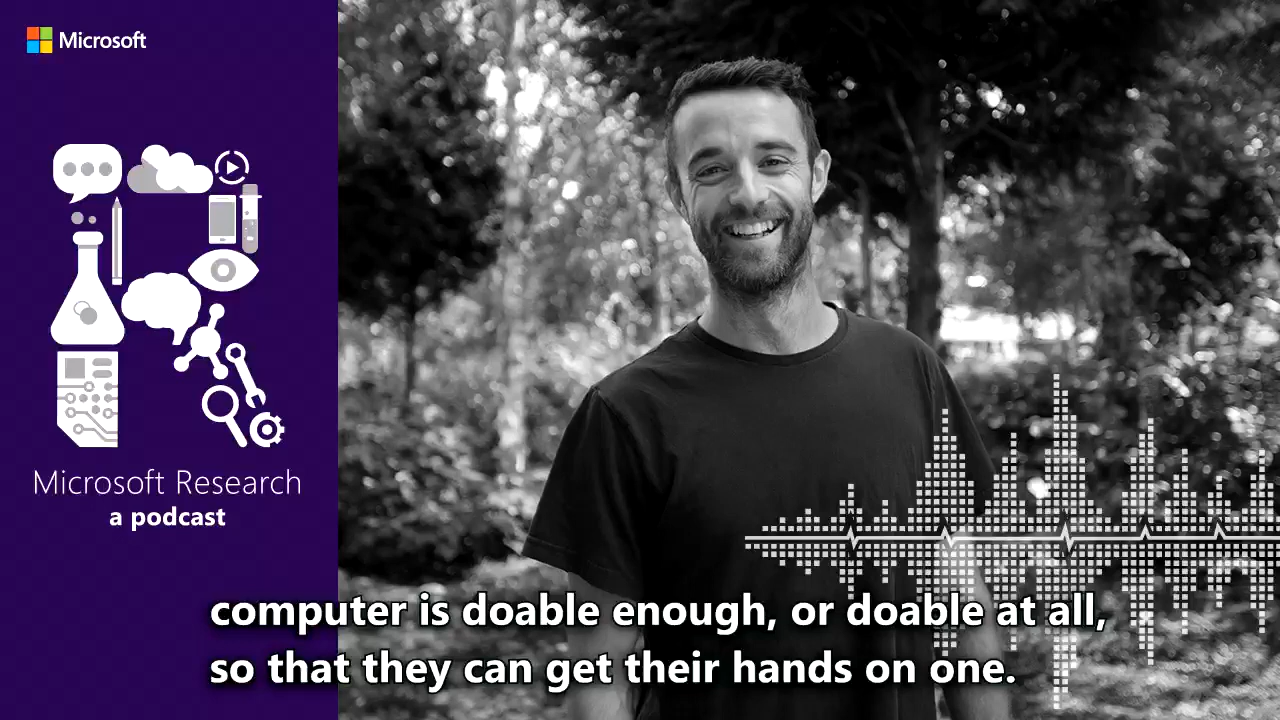 Microsoft
Microsoft Research
a podcast
computer is doable enough, or doable at all,
so that they can get their hands on one.